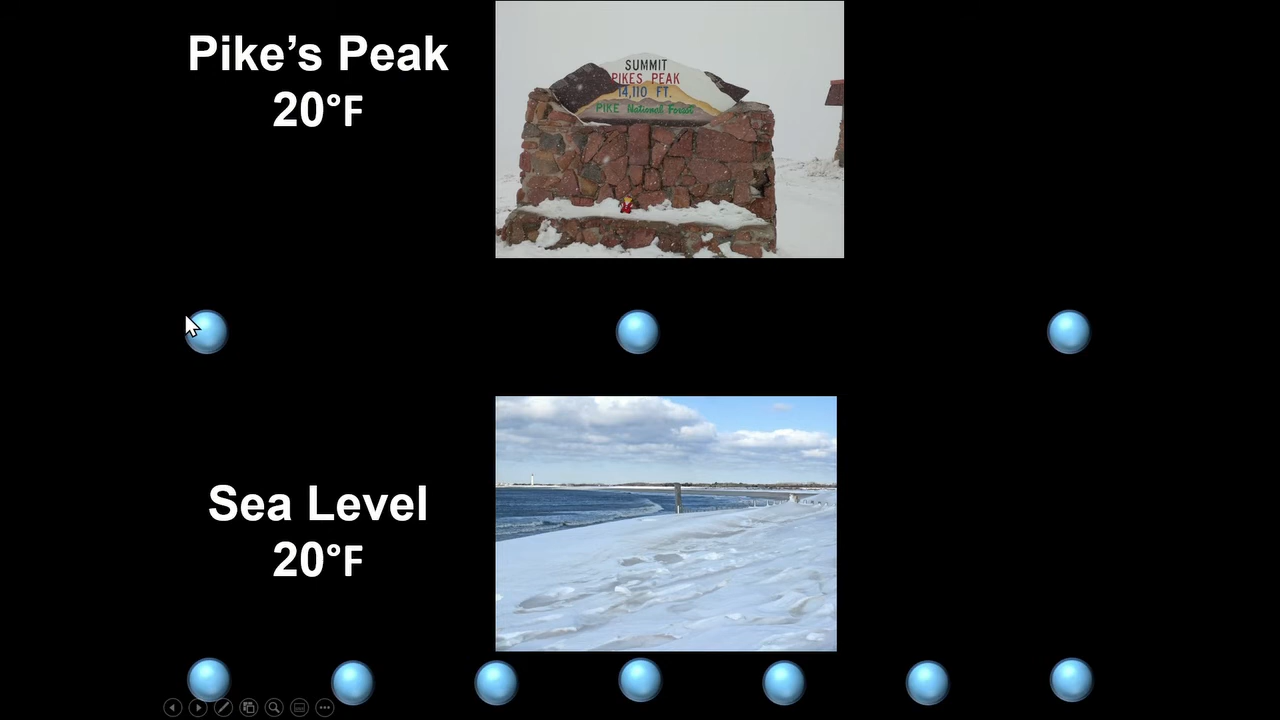 Pike’s Peak
20°F
SUMMIT
PIKES PEAK
14,110 FT.
PIKE National Forest
Sea Level
20°F